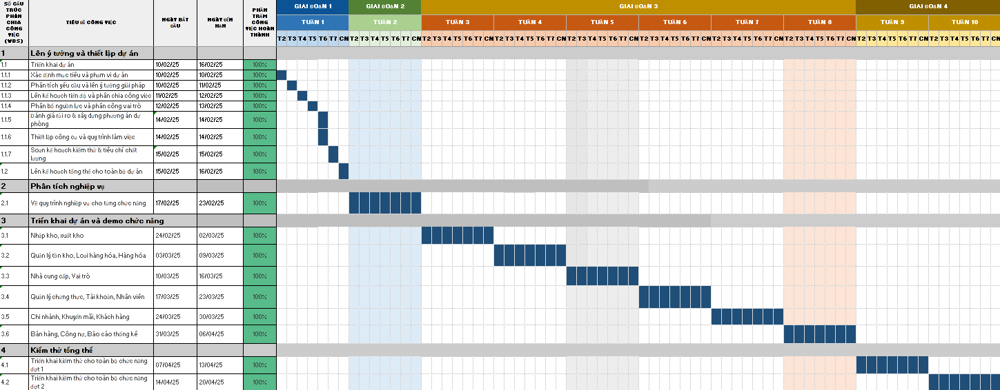 SỐ CẤU TRÚC PHÂN CHIA CÔNG VIỆC (WBS) TIÊU ĐỀ CÔNG VIỆC NGÀY BẮT ĐẦU NGÀY ĐẾN HẠN PHẦN TRĂM CÔNG VIỆC HOÀN THÀNH
GIAI ĐOẠN 1 GIAI ĐOẠN 2 GIAI ĐOẠN 3 GIAI ĐOẠN 4
TUẦN 1 TUẦN 2 TUẦN 3 TUẦN 4 TUẦN 5 TUẦN 6 TUẦN 7 TUẦN 8 TUẦN 9 TUẦN 10
T2 T3 T4 T5 T6 T7 CN T2 T3 T4 T5 T6 T7 CN T2 T3 T4 T5 T6 T7 CN T2 T3 T4 T5 T6 T7 CN T2 T3 T4 T5 T6 T7 CN T2 T3 T4 T5 T6 T7 CN T2 T3 T4 T5 T6 T7 CN T2 T3 T4 T5 T6 T7 CN T2 T3 T4 T5 T6 T7 CN T2 T3 T4 T5 T6 T7 CN
1 Lên ý tưởng và thiết lập dự án
1.1 Triển khai dự án 10/02/25 16/02/25 100%
1.1.1 Xác định mục tiêu và phạm vi dự án 10/02/25 10/02/25 100%
1.1.2 Phân tích yêu cầu và lên ý tưởng giải pháp 10/02/25 11/02/25 100%
1.1.3 Lên kế hoạch tiến độ và phân chia công việc 11/02/25 12/02/25 100%
1.1.4 Phân bổ nguồn lực và phân công vai trò 12/02/25 13/02/25 100%
1.1.5 Đánh giá rủi ro & xây dựng phương án dự phòng 14/02/25 14/02/25 100%
1.1.6 Thiết lập công cụ và quy trình làm việc 14/02/25 14/02/25 100%
1.1.7 Soạn kế hoạch kiểm thử & tiêu chí chất lượng 15/02/25 15/02/25 100%
1.2 Lên kế hoạch tổng thể cho toàn bộ dự án 15/02/25 16/02/25 100%
2 Phân tích nghiệp vụ
2.1 Vẽ quy trình nghiệp vụ cho từng chức năng 17/02/25 23/02/25 100%
3 Triển khai dự án và demo chức năng
3.1 Nhập kho, xuất kho 24/02/25 02/03/25 100%
3.2 Quản lý tồn kho, Loại hàng hóa, Hàng hóa 03/03/25 09/03/25 100%
3.3 Nhà cung cấp, Vai trò 10/03/25 16/03/25 100%
3.4 Quản lý chứng thực, Tài khoản, Nhân viên 17/03/25 23/03/25 100%
3.5 Chi nhánh, Khuyến mãi, Khách hàng 24/03/25 30/03/25 100%
3.6 Bán hàng, Công nợ, Báo cáo thống kê 31/03/25 06/04/25 100%
4 Kiểm thử tổng thể
4.1 Triển khai kiểm thử cho toàn bộ chức năng đợt 1 07/04/25 13/04/25 100%
4.2 Triển khai kiểm thử cho toàn bộ chức năng đợt 2 14/04/25 20/04/25 100%